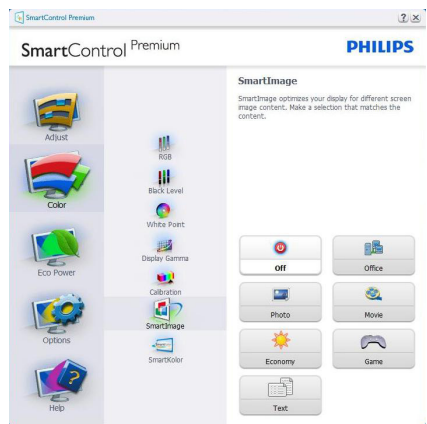 SmartControl Premium
SmartControl Premium
PHILIPS
Adjust
Color
Eco Power
Options
Help
RGB
Black Level
White Point
Display Gamma
Calibration
SmartImage
SmartKolor
SmartImage
SmartImage optimizes your display for different screen
image content. Make a selection that matches the
content.
Off
Office
Photo
Movie
Economy
Game
Text